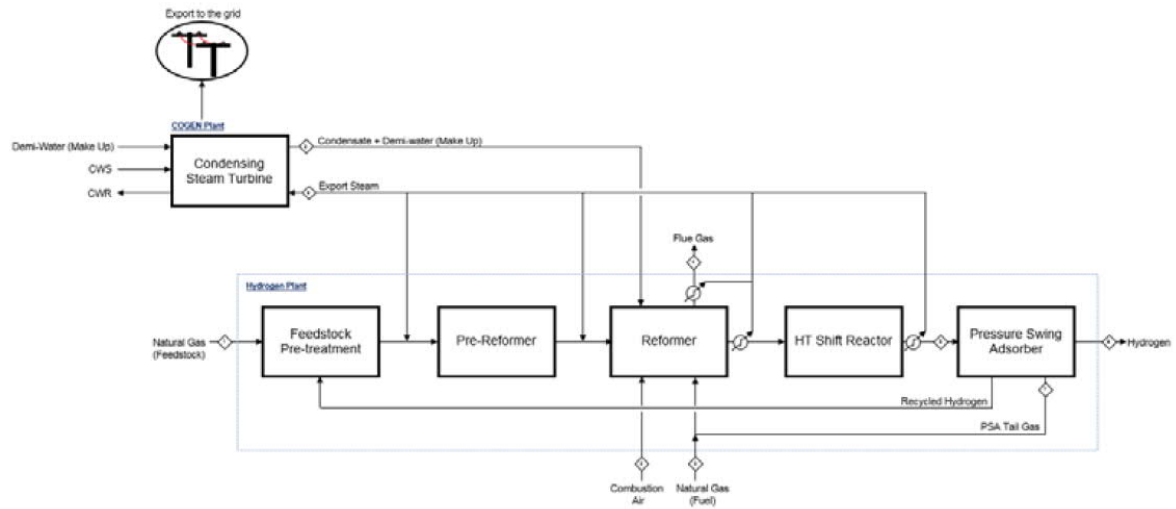 Export to the grid
COGEN Plant
Demi-Water (Make Up)
CWS
CWR
Condensing
Steam Turbine
Condensate + Demi-water (Make Up)
Export Steam
Flue Gas
Hydrogen Plant
Natural Gas
(Feedstock)
Feedstock
Pre-treatment
Pre-Reformer
Reformer
HT Shift Reactor
Pressure Swing
Adsorber
Hydrogen
Recycled Hydrogen
PSA Tail Gas
Combustion
Air
Natural Gas
(Fuel)